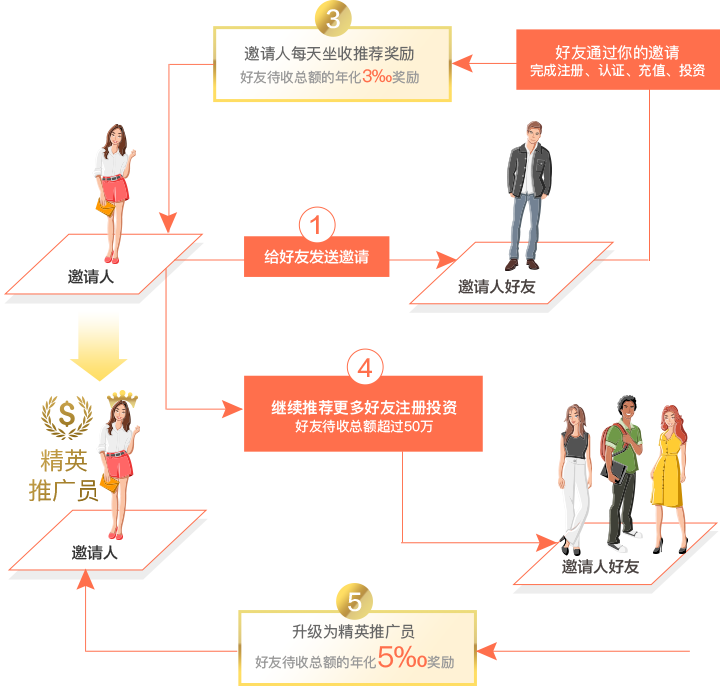 3
邀请人每天坐收推荐奖励
好友待收总额的年化3‰奖励
好友通过你的邀请
完成注册、认证、充值、投资
1
给好友发送邀请
邀请人
邀请人好友
4
继续推荐更多好友注册投资
好友待收总额超过50万
$
精英
推广员
邀请人
邀请人好友
5
升级为精英推广员
好友待收总额的年化5‰奖励